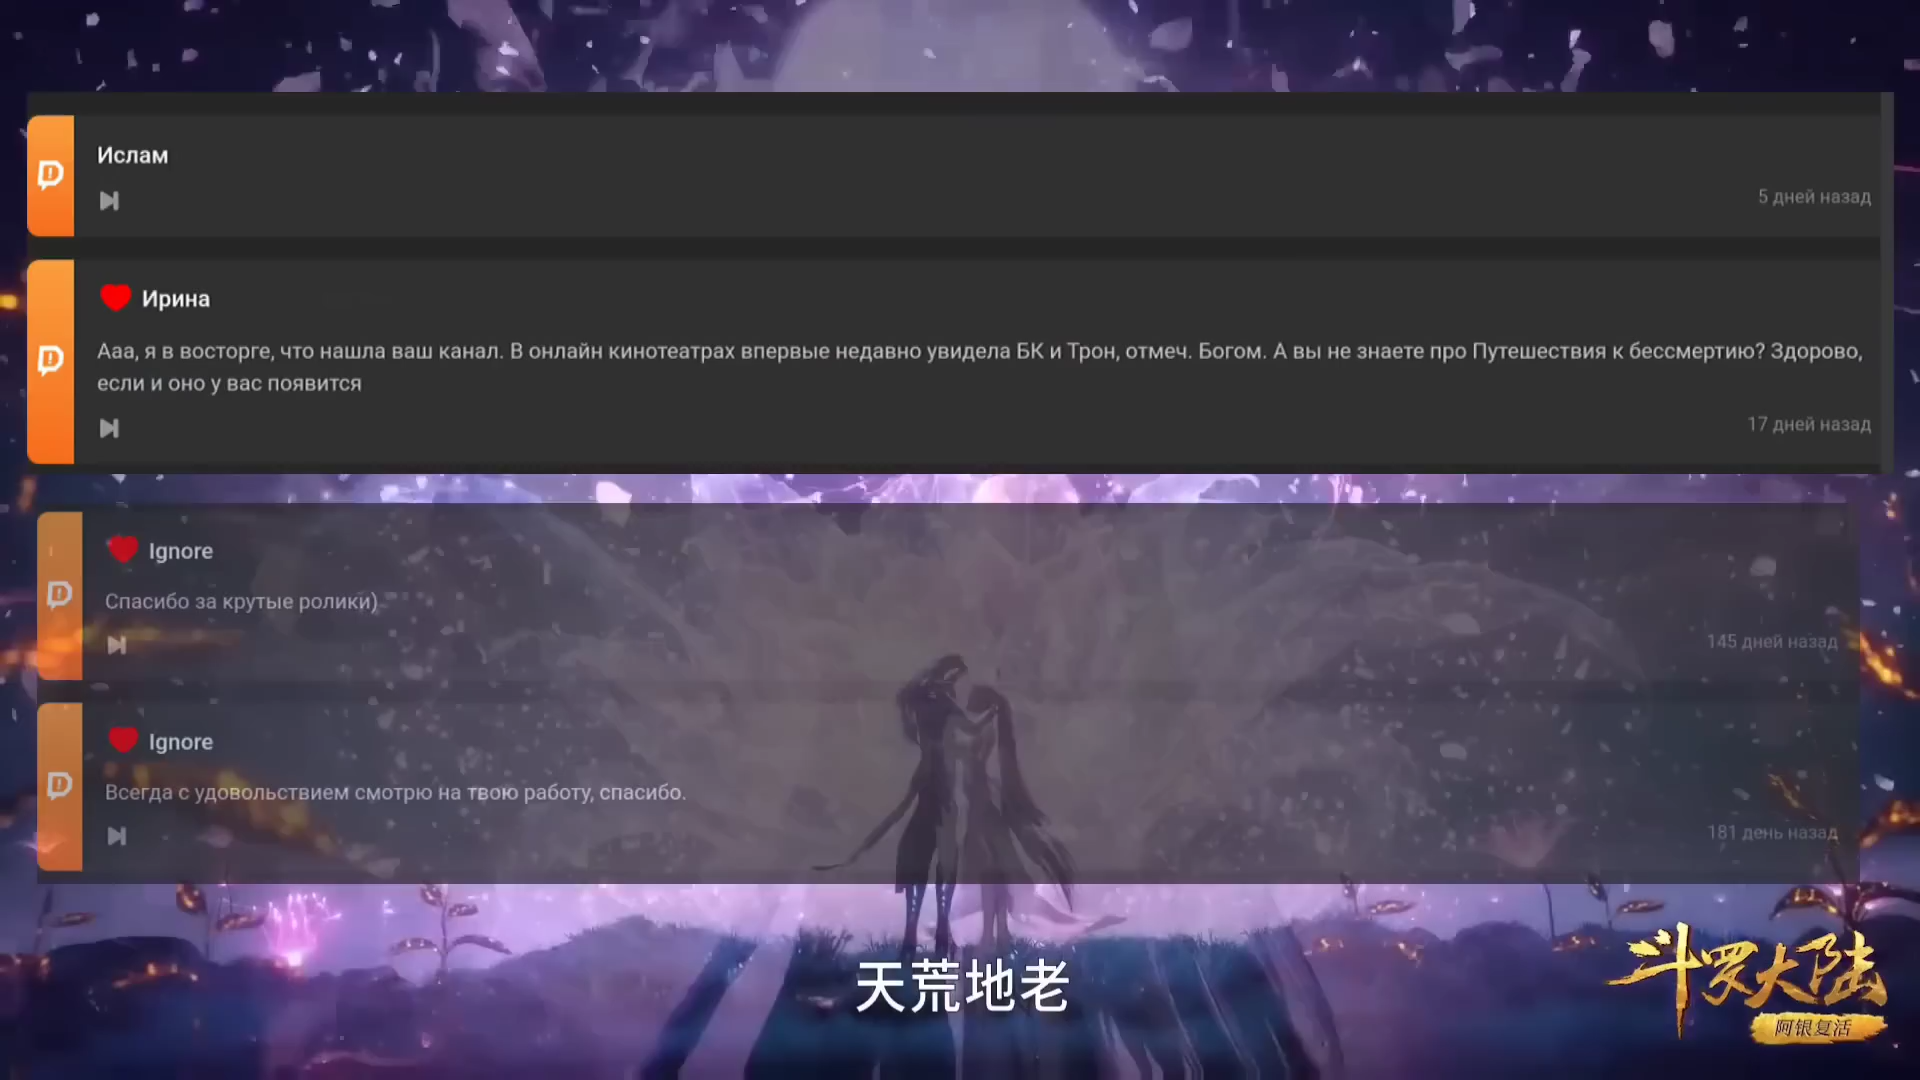 Ислам
5 дней назад
Ирина
Ааа, я в восторге, что нашла ваш канал. В онлайн кинотеатрах впервые недавно увидела БК и Трон, отмеч. Богом. А вы не знаете про Путешествия к бессмертию? Здорово,
если и оно у вас появится
17 дней назад
Ignore
Спасибо за крутые ролики)
145 дней назад
Ignore
Всегда с удовольствием смотрю на твою работу, спасибо.
181 день назад
天荒地老
斗罗大陆
阿银复活